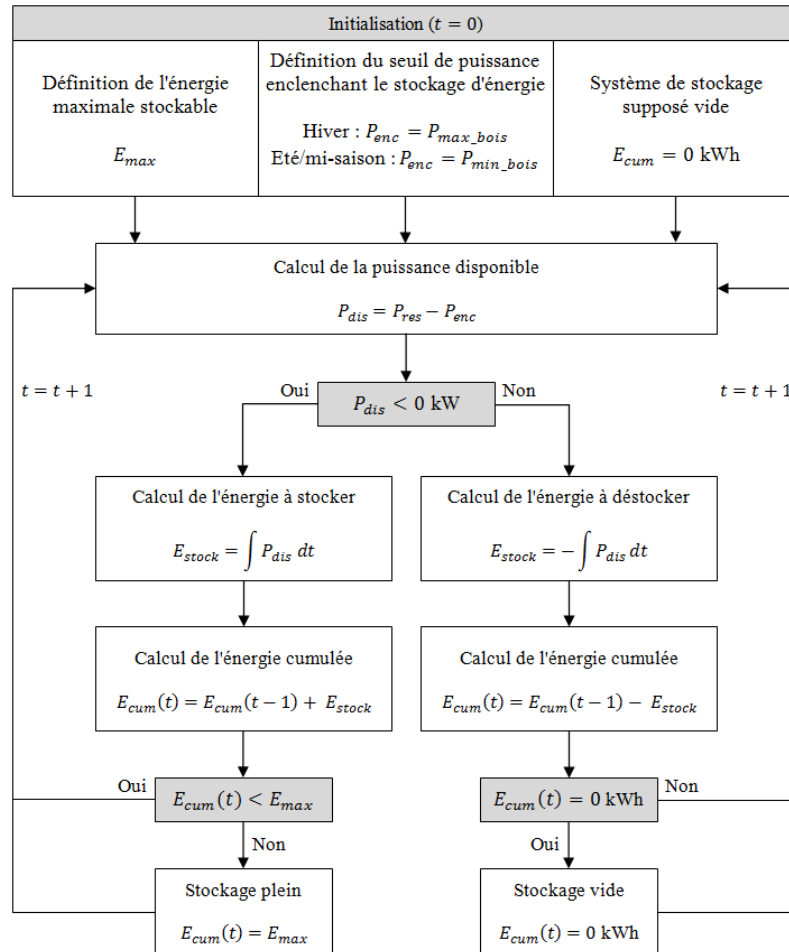 Initialisation (t = 0)
Définition de l'énergie
maximale stockable
E_max
Définition du seuil de puissance
enclenchant le stockage d'énergie
Hiver : P_enc = P_max_bois
Eté/mi-saison : P_enc = P_min_bois
Système de stockage
supposé vide
E_cum = 0 kWh
Calcul de la puissance disponible
P_dis = P_res − P_enc
t = t + 1
t = t + 1
Oui
P_dis < 0 kW
Non
Calcul de l'énergie à stocker
E_stock = ∫ P_dis dt
Calcul de l'énergie à déstocker
E_stock = − ∫ P_dis dt
Calcul de l'énergie cumulée
E_cum(t) = E_cum(t − 1) + E_stock
Calcul de l'énergie cumulée
E_cum(t) = E_cum(t − 1) − E_stock
Oui
E_cum(t) < E_max
Non
E_cum(t) = 0 kWh
Non
Oui
Stockage plein
E_cum(t) = E_max
Stockage vide
E_cum(t) = 0 kWh